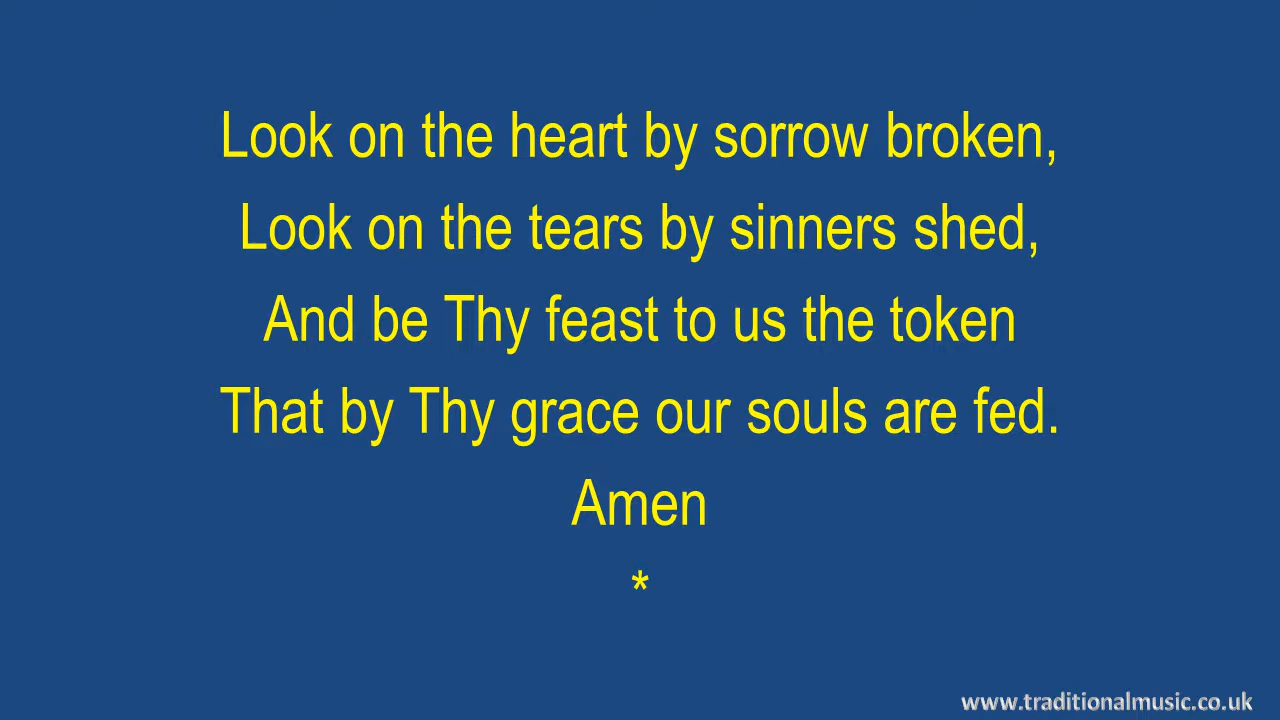 Look on the heart by sorrow broken,
Look on the tears by sinners shed,
And be Thy feast to us the token
That by Thy grace our souls are fed.
Amen
*
www.traditionalmusic.co.uk